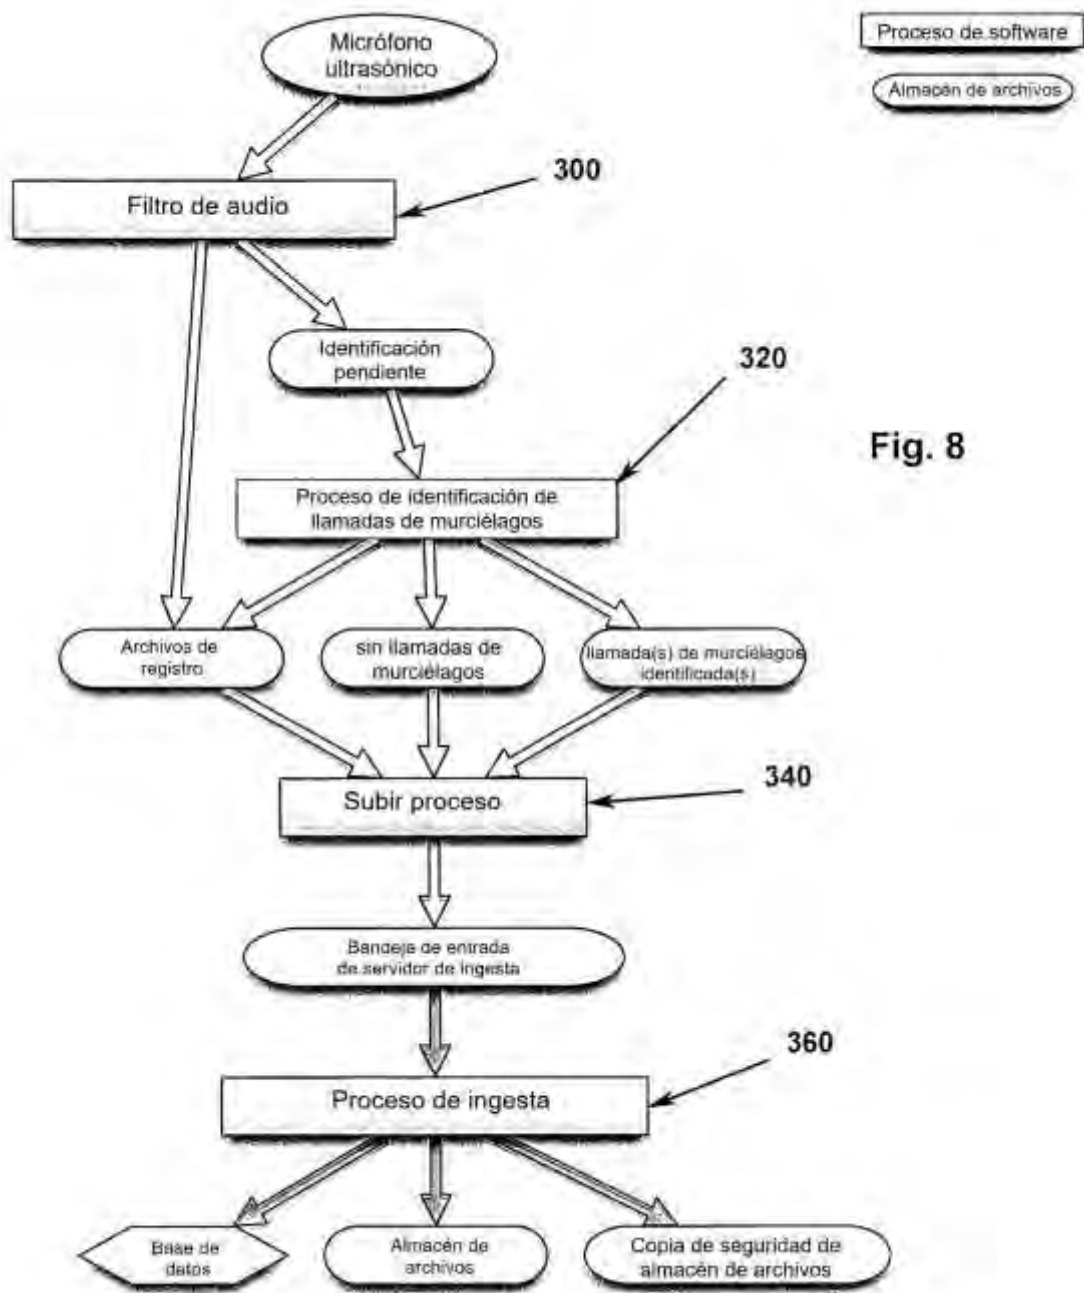 Micrófono
ultrasónico
Proceso de software
Almacén de archivos
Filtro de audio
300
Identificación
pendiente
320
Fig. 8
Proceso de identificación de
llamadas de murciélagos
Archivos de
registro
sin llamadas de
murciélagos
llamada(s) de murciélagos
identificada(s)
Subir proceso
340
Bandeja de entrada
de servidor de ingesta
360
Proceso de ingesta
Base de
datos
Almacén de
archivos
Copia de seguridad de
almacén de archivos